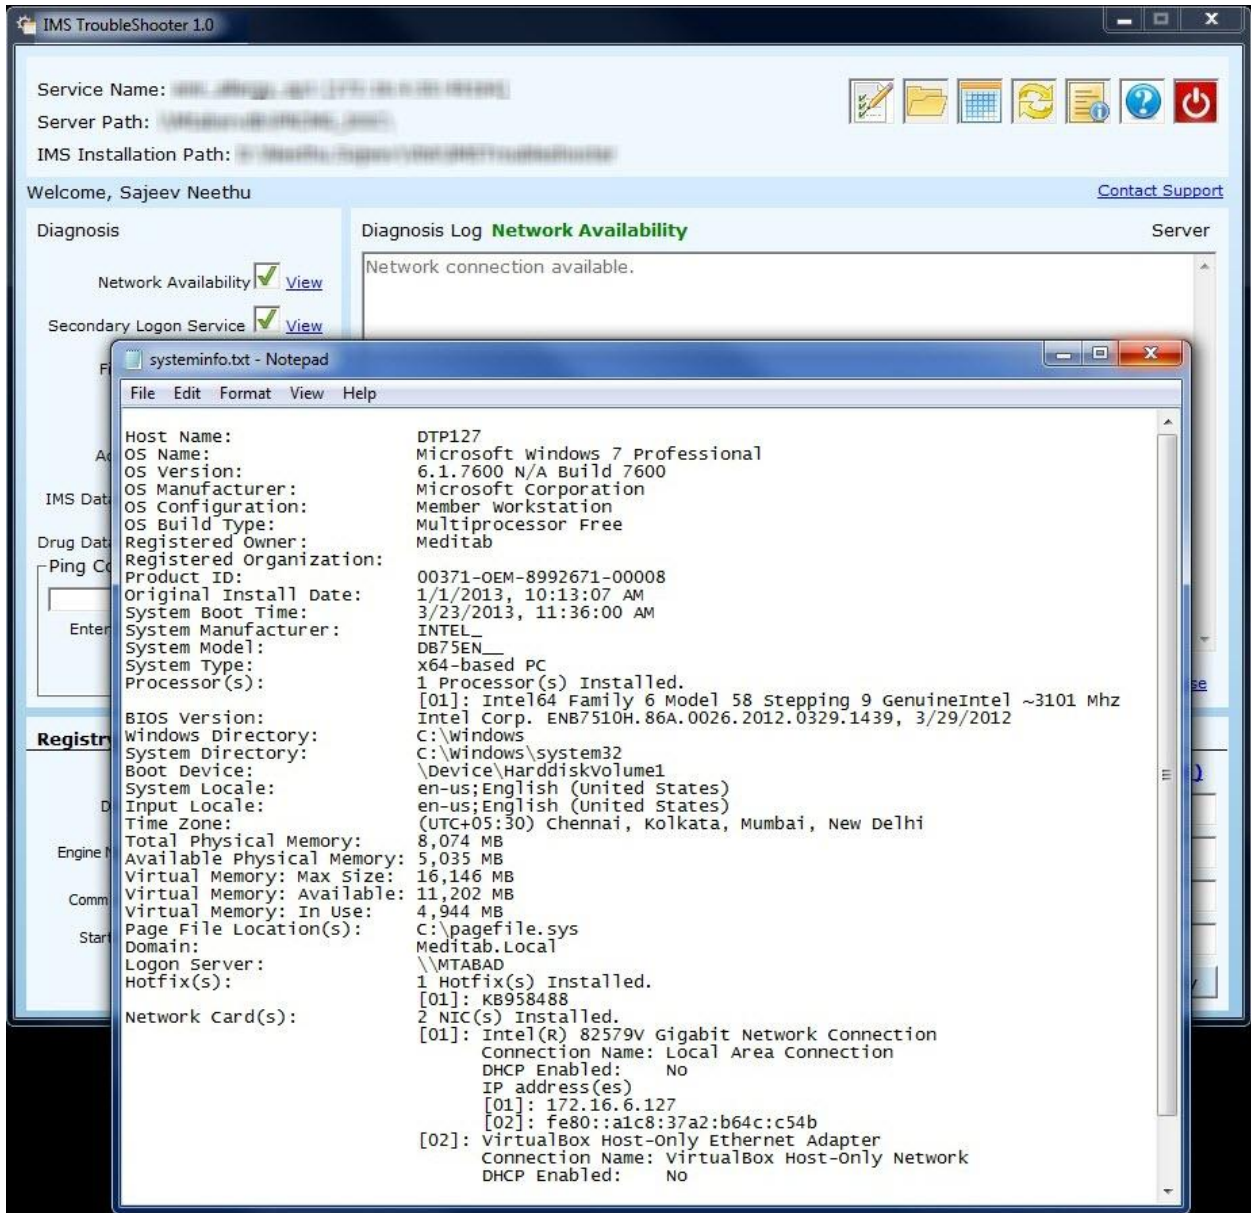 IMS TroubleShooter 1.0
Service Name:
Server Path:
IMS Installation Path:
Welcome, Sajeev Neethu
Contact Support
Diagnosis
Diagnosis Log Network Availability
Server
Network Availability View
Network connection available.
Secondary Logon Service View
IMS Data
Drug Data
Ping Co
Enter
Registry
Engine N
Comm
Start
systeminfo.txt - Notepad
File Edit Format View Help
Host Name: DTP127
OS Name: Microsoft Windows 7 Professional
OS Version: 6.1.7600 N/A Build 7600
OS Manufacturer: Microsoft Corporation
OS Configuration: Member Workstation
OS Build Type: Multiprocessor Free
Registered Owner: Meditab
Registered Organization:
Product ID: 00371-OEM-8992671-00008
Original Install Date: 1/1/2013, 10:13:07 AM
System Boot Time: 3/23/2013, 11:36:00 AM
System Manufacturer: INTEL_
System Model: DB75EN__
System Type: x64-based PC
Processor(s): 1 Processor(s) Installed.
[01]: Intel64 Family 6 Model 58 Stepping 9 GenuineIntel ~3101 Mhz
BIOS Version: Intel Corp. ENB7510H.86A.0026.2012.0329.1439, 3/29/2012
Windows Directory: C:\Windows
System Directory: C:\Windows\system32
Boot Device: \Device\HarddiskVolume1
System Locale: en-us;English (United States)
Input Locale: en-us;English (United States)
Time Zone: (UTC+05:30) Chennai, Kolkata, Mumbai, New Delhi
Total Physical Memory: 8,074 MB
Available Physical Memory: 5,035 MB
Virtual Memory: Max Size: 16,146 MB
Virtual Memory: Available: 11,202 MB
Virtual Memory: In Use: 4,944 MB
Page File Location(s): C:\pagefile.sys
Domain: Meditab.Local
Logon Server: \\MTABAD
Hotfix(s): 1 Hotfix(s) Installed.
[01]: KB958488
Network Card(s): 2 NIC(s) Installed.
[01]: Intel(R) 82579V Gigabit Network Connection
Connection Name: Local Area Connection
DHCP Enabled: No
IP address(es)
[01]: 172.16.6.127
[02]: fe80::a1c8:37a2:b64c:c54b
[02]: VirtualBox Host-Only Ethernet Adapter
Connection Name: VirtualBox Host-Only Network
DHCP Enabled: No